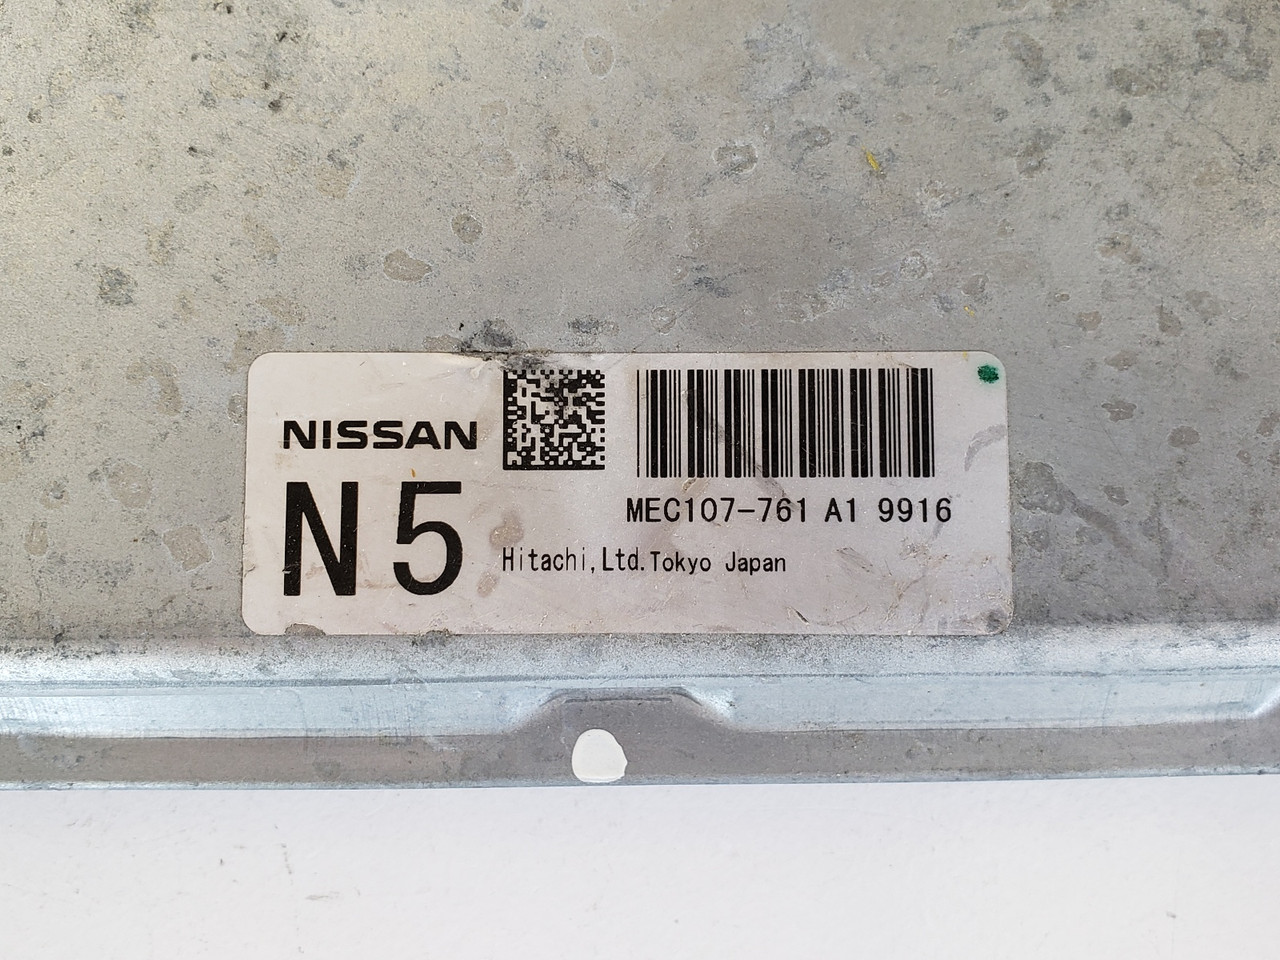 NISSAN
N5
MEC107-761 A1 9916
Hitachi,Ltd.Tokyo Japan